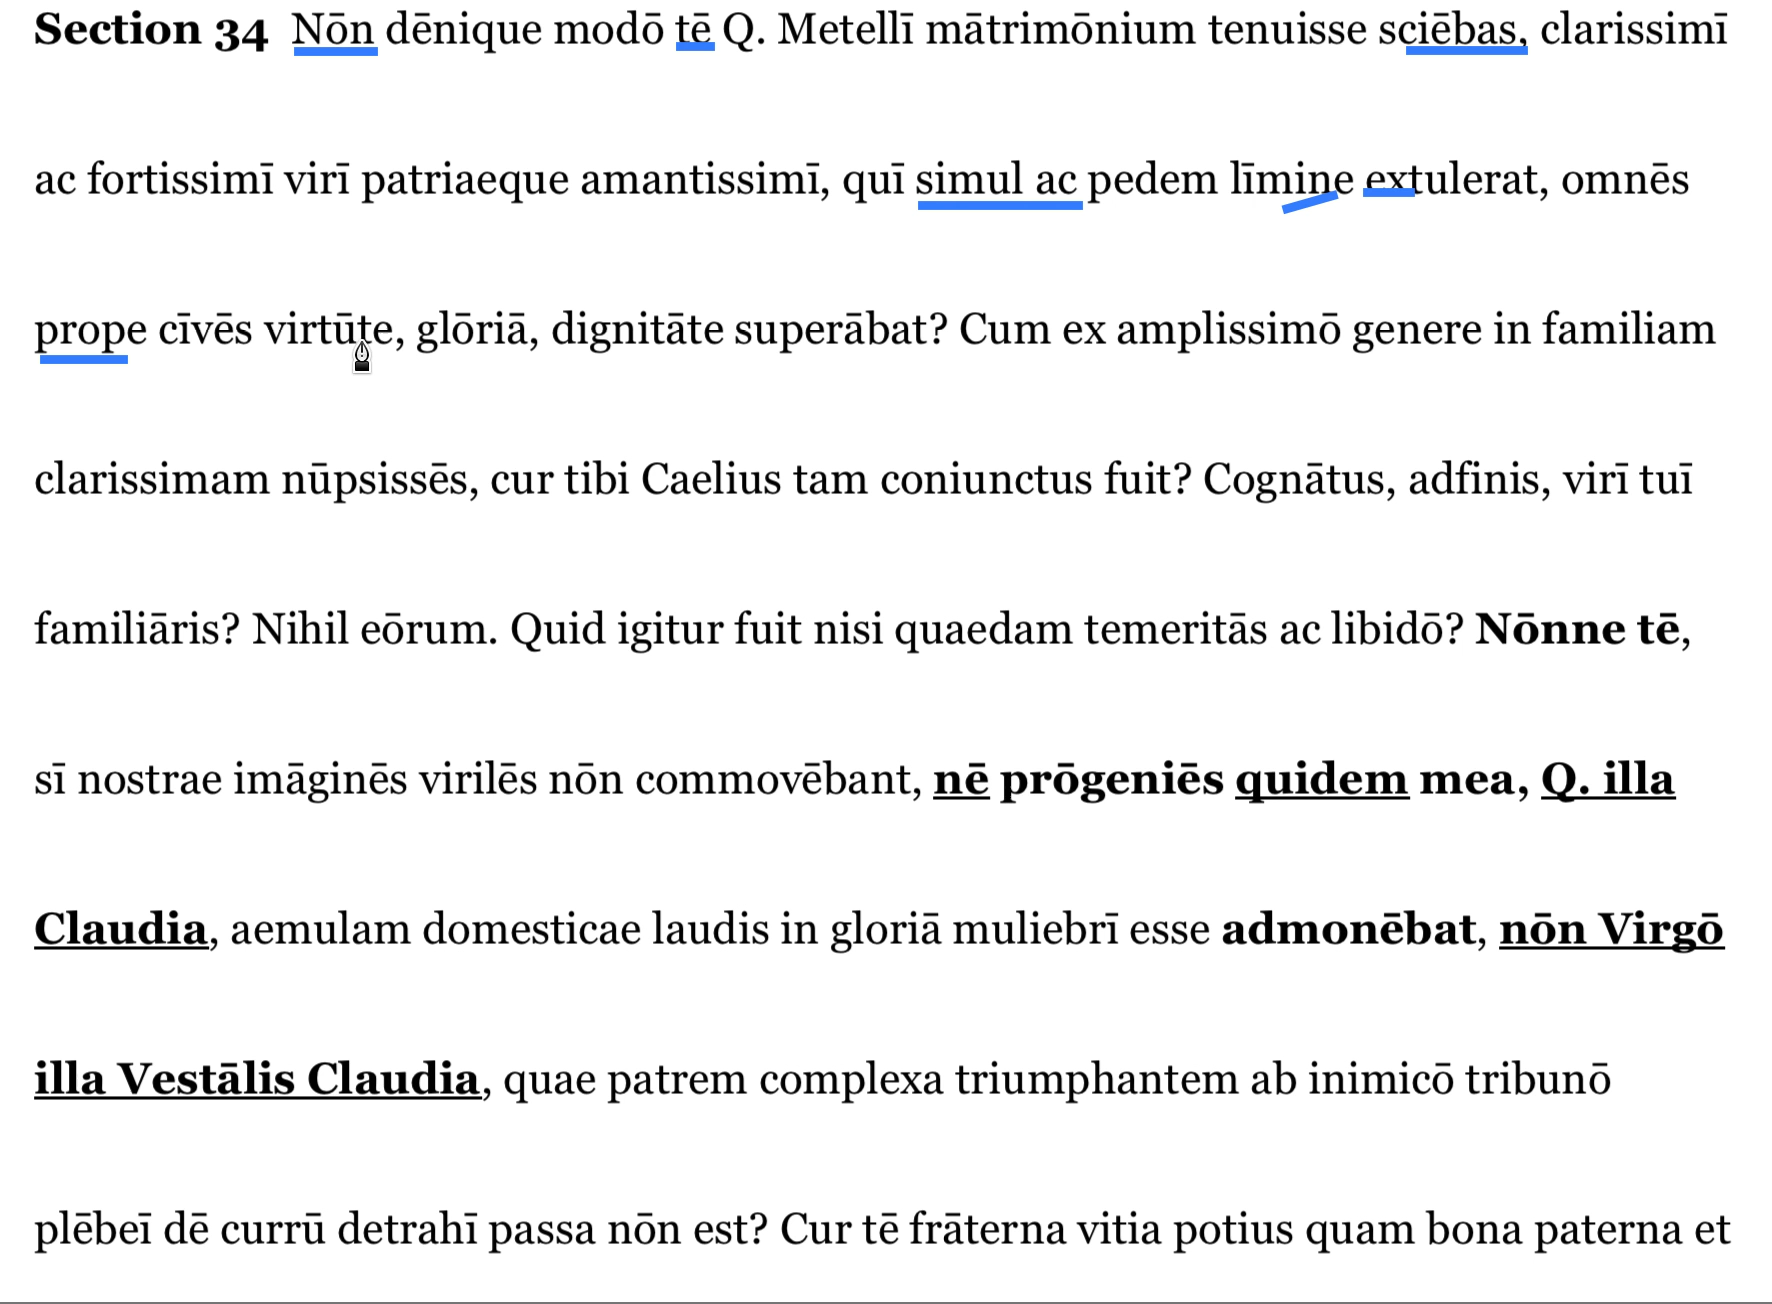 Section 34 Nōn dēnique modō tē Q. Metellī mātrimōnium tenuisse sciēbas, clarissimī
ac fortissimī virī patriaeque amantissimī, quī simul ac pedem līmine extulerat, omnēs
prope cīvēs virtūte, glōriā, dignitāte superābat? Cum ex amplissimō genere in familiam
clarissimam nūpsissēs, cur tibi Caelius tam coniunctus fuit? Cognātus, adfinis, virī tuī
familiāris? Nihil eōrum. Quid igitur fuit nisi quaedam temeritās ac libidō? Nōnne tē,
sī nostrae imāginēs virilēs nōn commovēbant, nē prōgeniēs quidem mea, Q. illa
Claudia, aemulam domesticae laudis in gloriā muliebrī esse admonēbat, nōn Virgō
illa Vestālis Claudia, quae patrem complexa triumphantem ab inimicō tribunō
plēbeī dē currū detrahī passa nōn est? Cur tē frāterna vitia potius quam bona paterna et